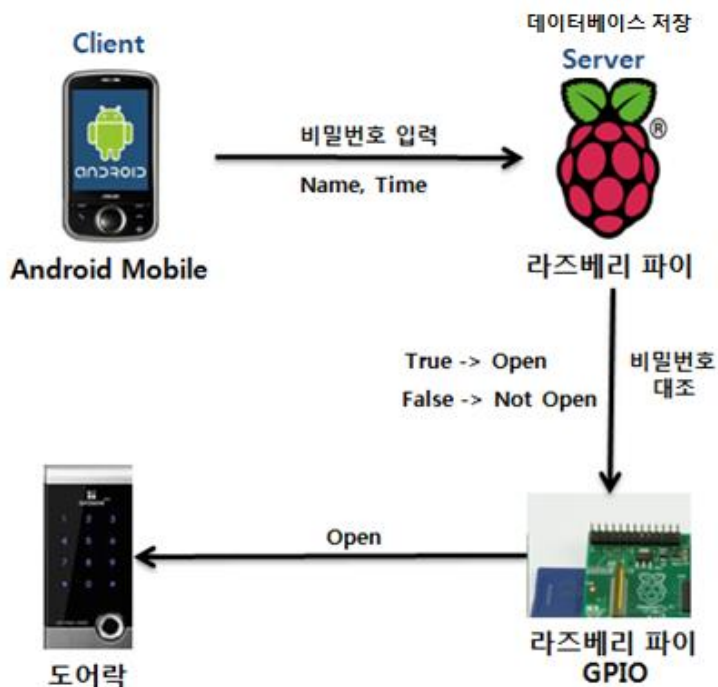 데이터베이스 저장
Client
Server
비밀번호 입력
Name, Time
ANDROID
®
Android Mobile
라즈베리 파이
True -> Open
False -> Not Open
비밀번호
대조
Open
도어락
라즈베리 파이
GPIO